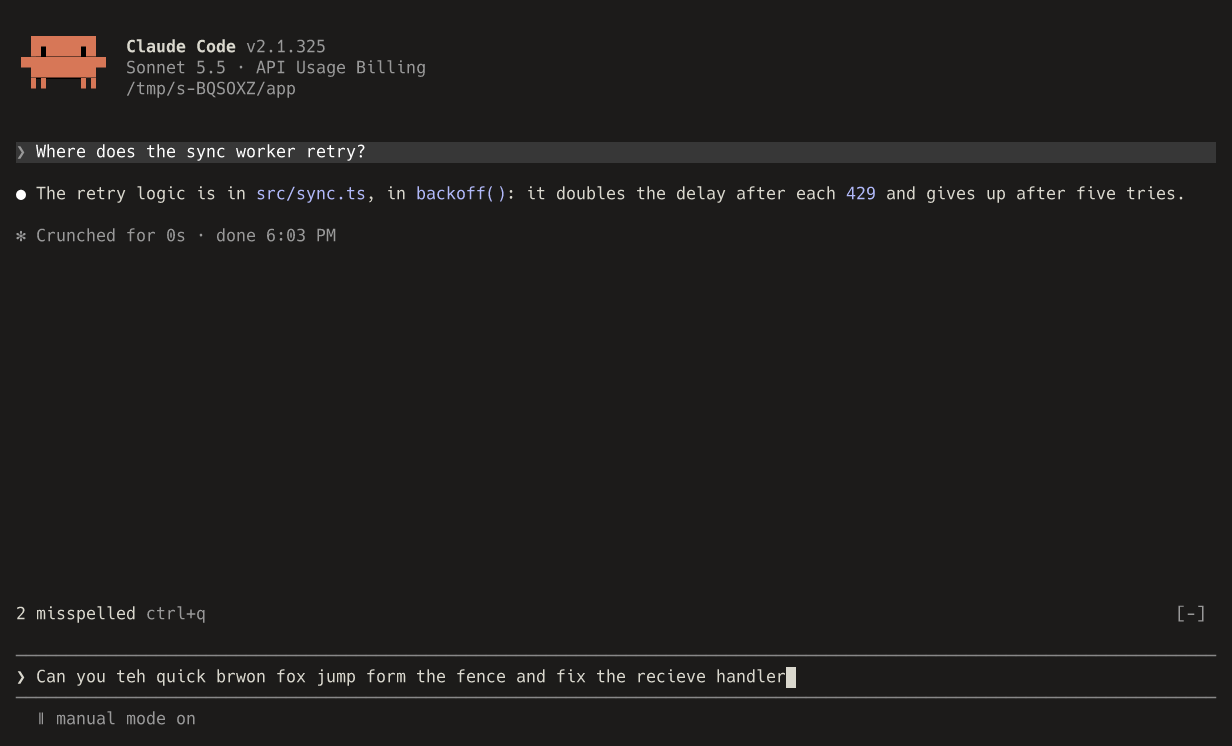 Claude Code v2.1.325
Sonnet 5.5 · API Usage Billing
/tmp/s-BQSOXZ/app
❯ Where does the sync worker retry?
● The retry logic is in src/sync.ts, in backoff(): it doubles the delay after each 429 and gives up after five tries.
✻ Crunched for 0s · done 6:03 PM
2 misspelled ctrl+q [-]
❯ Can you teh quick brwon fox jump form the fence and fix the recieve handler
⏸ manual mode on